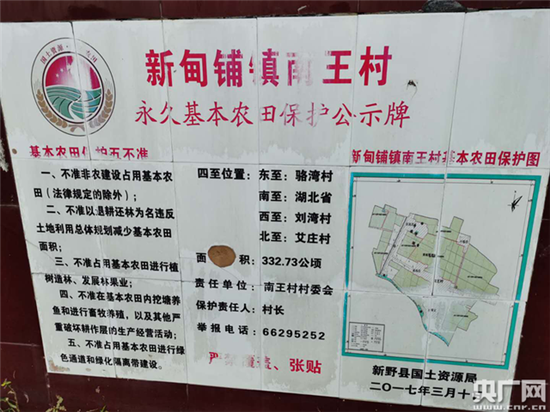 新甸铺镇南王村
永久基本农田保护公示牌
基本农田保护五不准
一、不准非农建设占用基本农
田（法律规定的除外）；
二、不准以退耕还林为名违反
土地利用总体规划减少基本农田
面积；
三、不准占用基本农田进行植
树造林、发展林果业；
四、不准在基本农田内挖塘养
鱼和进行畜牧养殖，以及其他严
重破坏耕作层的生产经营活动；
五、不准占用基本农田进行绿
色通道和绿化隔离带建设。
四至位置：东至：骆湾村
南至：湖北省
西至：刘湾村
北至：艾庄村
面 积：332.73公顷
责任单位：南王村村委会
保护责任人：村长
举报电话：66295252
严 、张贴
新甸铺镇南王村基本农田保护图
新野县国土资源局
二〇一七年三月十
央广网
www.cnr.cn